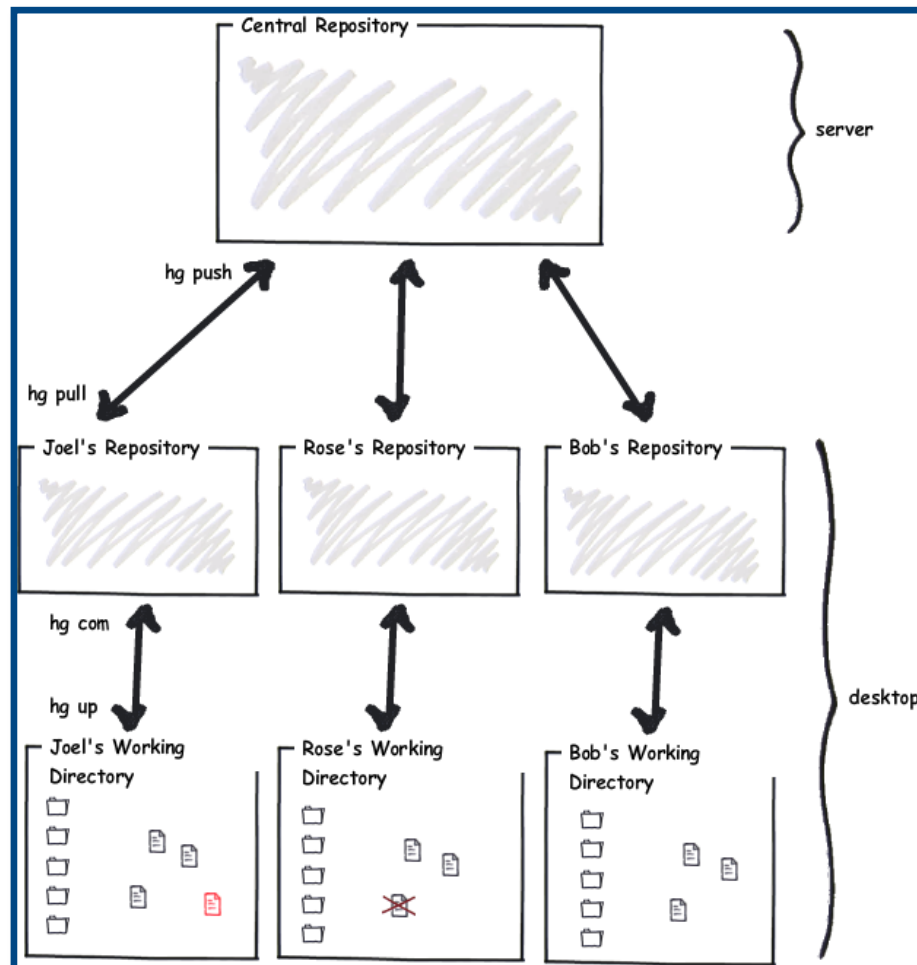 Central Repository
server
hg push
hg pull
Joel's Repository
Rose's Repository
Bob's Repository
hg com
desktop
hg up
Joel's Working
Directory
Rose's Working
Directory
Bob's Working
Directory